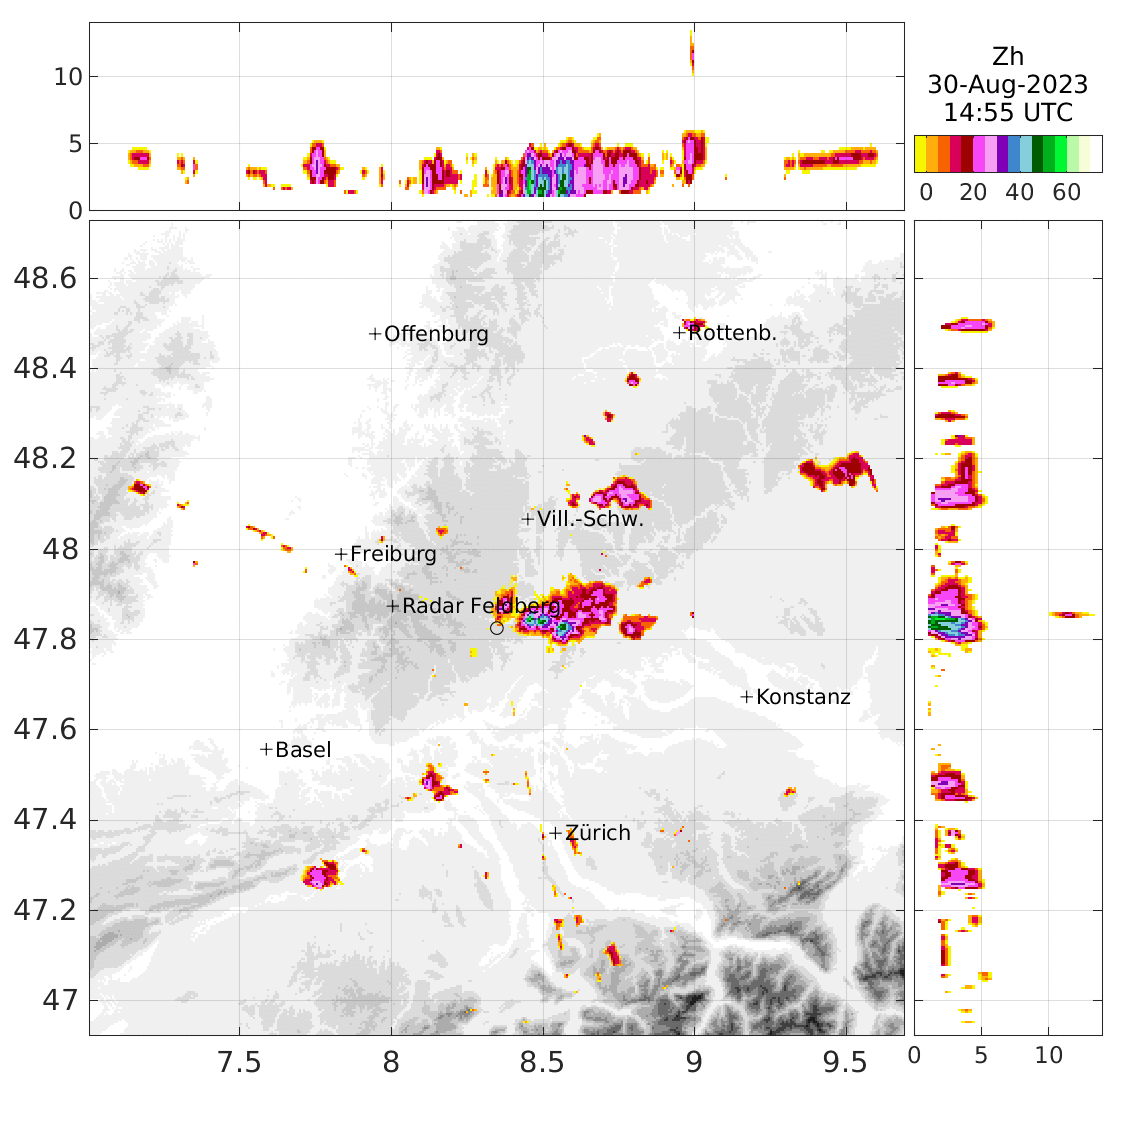 10
5
0
Zh
30-Aug-2023
14:55 UTC
0 20 40 60
48.6
48.4
48.2
48
47.8
47.6
47.4
47.2
47
+Offenburg
+Rottenb.
+Vill.-Schw.
+Freiburg
+Radar Feldberg
+Konstanz
+Basel
+Zürich
7.5 8 8.5 9 9.5
0 5 10